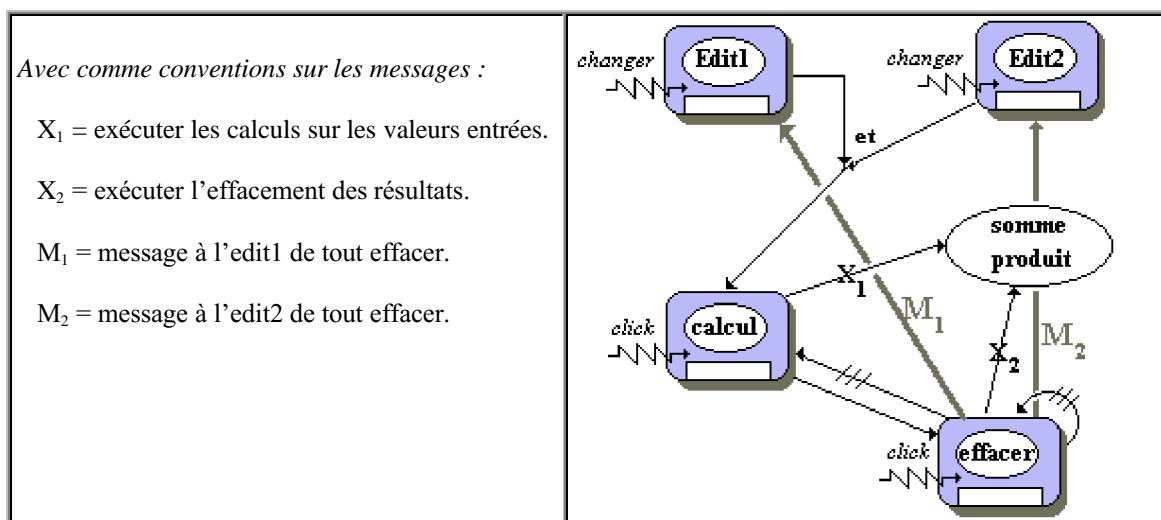 Avec comme conventions sur les messages :
X₁ = exécuter les calculs sur les valeurs entrées.
X₂ = exécuter l’effacement des résultats.
M₁ = message à l’edit1 de tout effacer.
M₂ = message à l’edit2 de tout effacer.
changer
Edit1
changer
Edit2
et
somme
produit
X₁
M₁
click
calcul
X₂
M₂
click
effacer